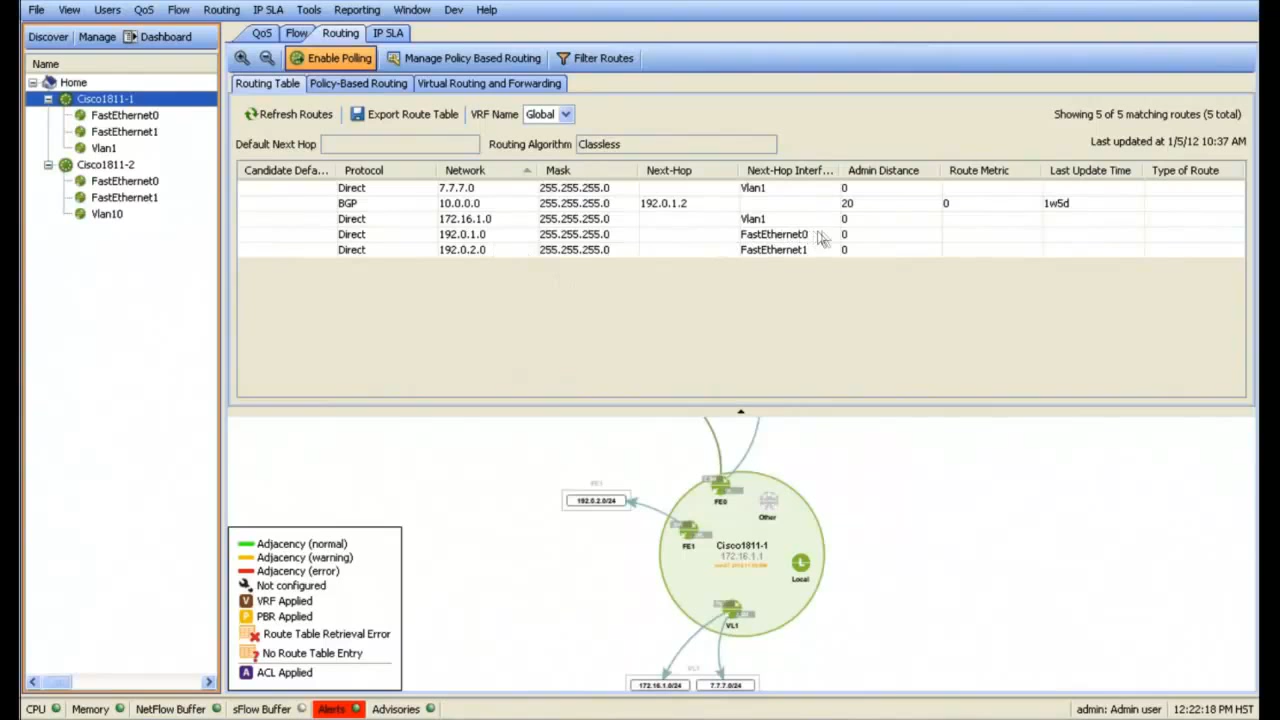 File View Users QoS Flow Routing IP SLA Tools Reporting Window Dev Help
Discover Manage Dashboard
QoS Flow Routing IP SLA
Enable Polling Manage Policy Based Routing Filter Routes
Name
Home
Cisco1811-1
FastEthernet0
FastEthernet1
Vlan1
Cisco1811-2
FastEthernet0
FastEthernet1
Vlan10
Routing Table Policy-Based Routing Virtual Routing and Forwarding
Refresh Routes Export Route Table VRF Name Global Showing 5 of 5 matching routes (5 total)
Default Next Hop Routing Algorithm Classless Last updated at 1/5/12 10:37 AM
Candidate Defa... Protocol Network Mask Next-Hop Next-Hop Interf... Admin Distance Route Metric Last Update Time Type of Route
Direct 7.7.7.0 255.255.255.0 Vlan1 0
BGP 10.0.0.0 255.255.255.0 192.0.1.2 20 0 1w5d
Direct 172.16.1.0 255.255.255.0 Vlan1 0
Direct 192.0.1.0 255.255.255.0 FastEthernet0 0
Direct 192.0.2.0 255.255.255.0 FastEthernet1 0
FE1
192.0.2.0/24
FE0
Other
FE1
Cisco1811-1
172.16.1.1
Local
VL1
VL1
172.16.1.0/24 7.7.7.0/24
Adjacency (normal)
Adjacency (warning)
Adjacency (error)
Not configured
V VRF Applied
P PBR Applied
Route Table Retrieval Error
No Route Table Entry
A ACL Applied
CPU Memory NetFlow Buffer sFlow Buffer Alerts Advisories admin: Admin user 12:22:18 PM HST